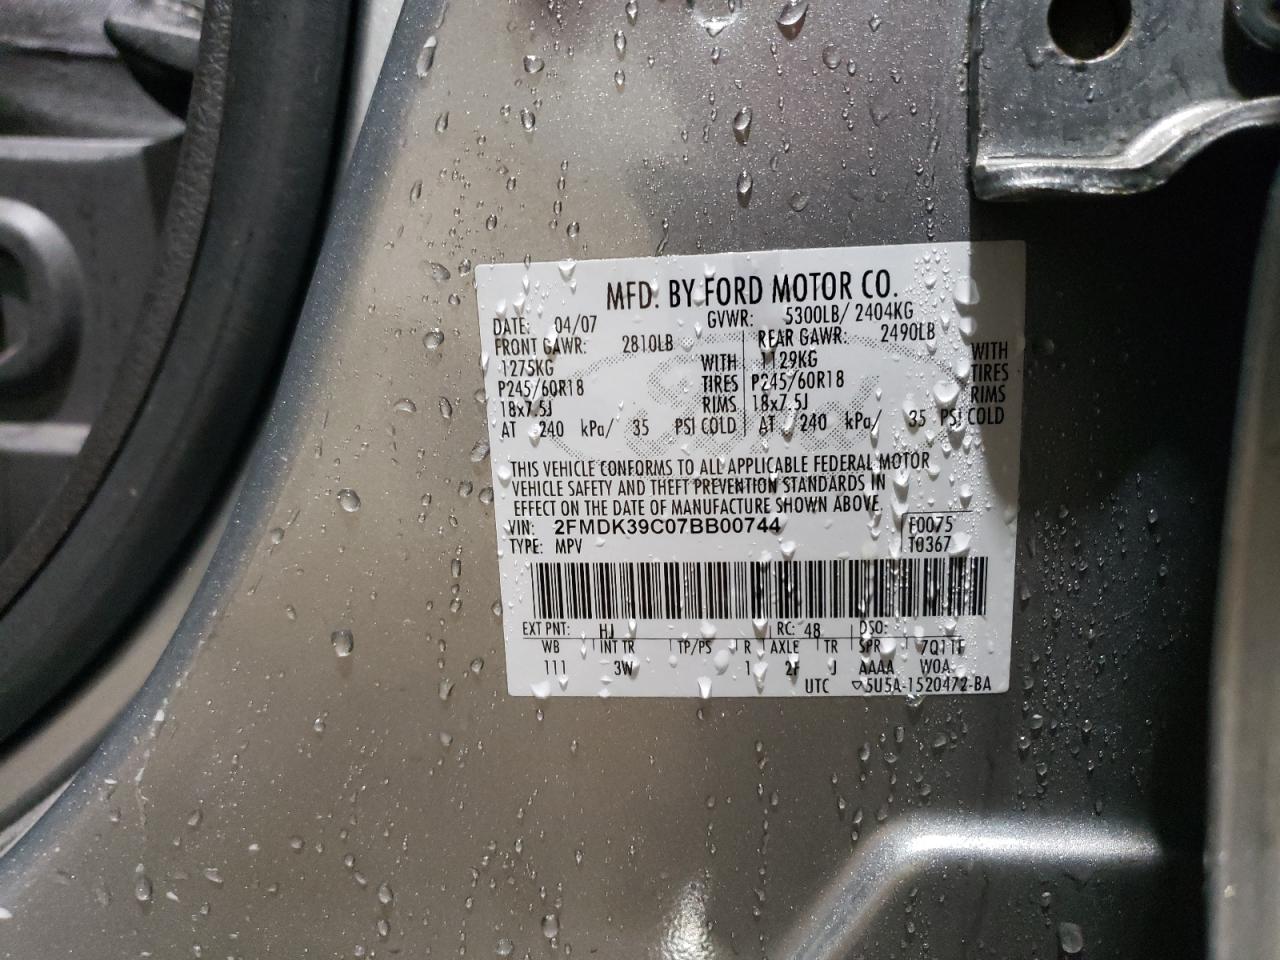 MFD. BY FORD MOTOR CO.
DATE: 04/07 GVWR: 5300LB/ 2404KG
FRONT GAWR: 2810LB REAR GAWR: 2490LB
1275KG WITH 1129KG WITH
P245/60R18 TIRES P245/60R18 TIRES
18x7.5J RIMS 18x7.5J RIMS
AT 240 kPa/ 35 PSI COLD AT 240 kPa/ 35 PSI COLD
THIS VEHICLE CONFORMS TO ALL APPLICABLE FEDERAL MOTOR
VEHICLE SAFETY AND THEFT PREVENTION STANDARDS IN
EFFECT ON THE DATE OF MANUFACTURE SHOWN ABOVE.
VIN: 2FMDK39C07BB00744 F0075
TYPE: MPV T0367
EXT PNT: HJ RC: 48 DSO:
WB INT TR TP/PS R AXLE TR SPR
111 3W 1 2F J AAAA W0A
UTC 5U5A-1520472-BA